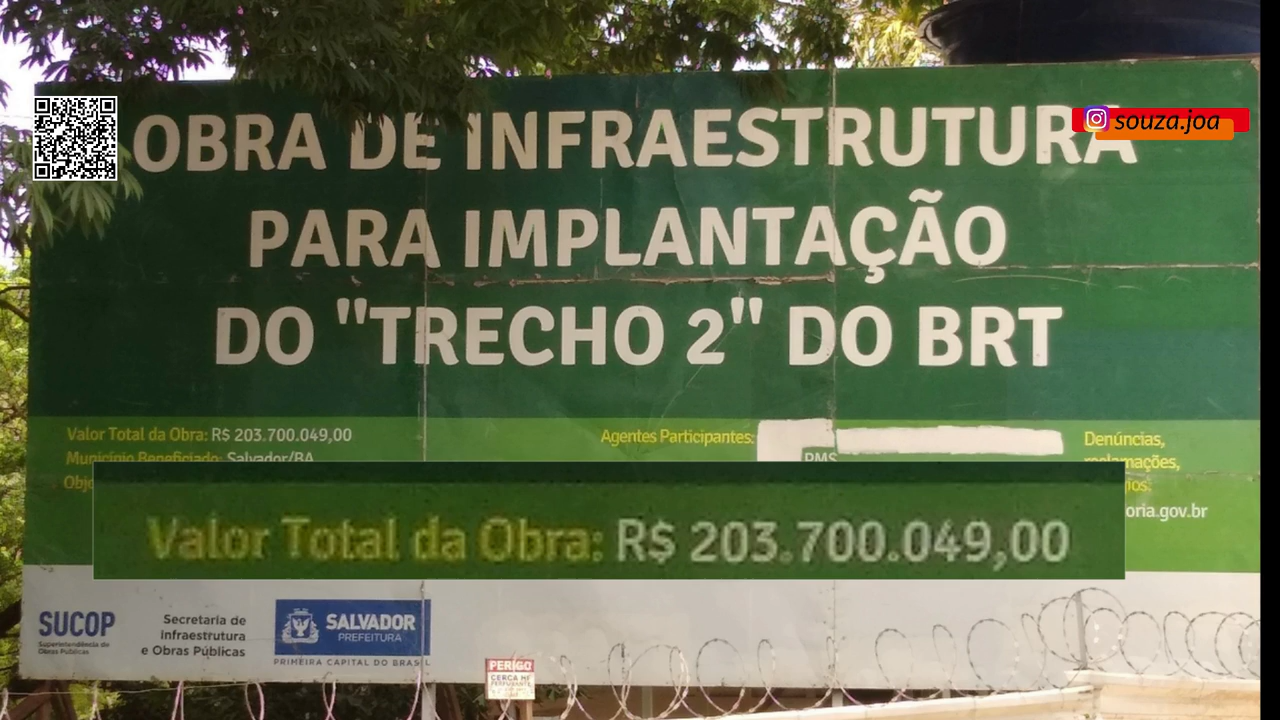 OBRA DE INFRAESTRUTURA
souza.joa
PARA IMPLANTAÇÃO
DO "TRECHO 2" DO BRT
Valor Total da Obra: R$ 203.700.049,00
Município Beneficiado: Salvador/BA
Agentes Participantes:
PMS
Denúncias,
reclamações,
oria.gov.br
Valor Total da Obra: R$ 203.700.049,00
SUCOP
Superintendência de
Obras Públicas
Secretaria de
Infraestrutura
e Obras Públicas
SALVADOR
PREFEITURA
PRIMEIRA CAPITAL DO BRASIL
PERIGO
CERCA